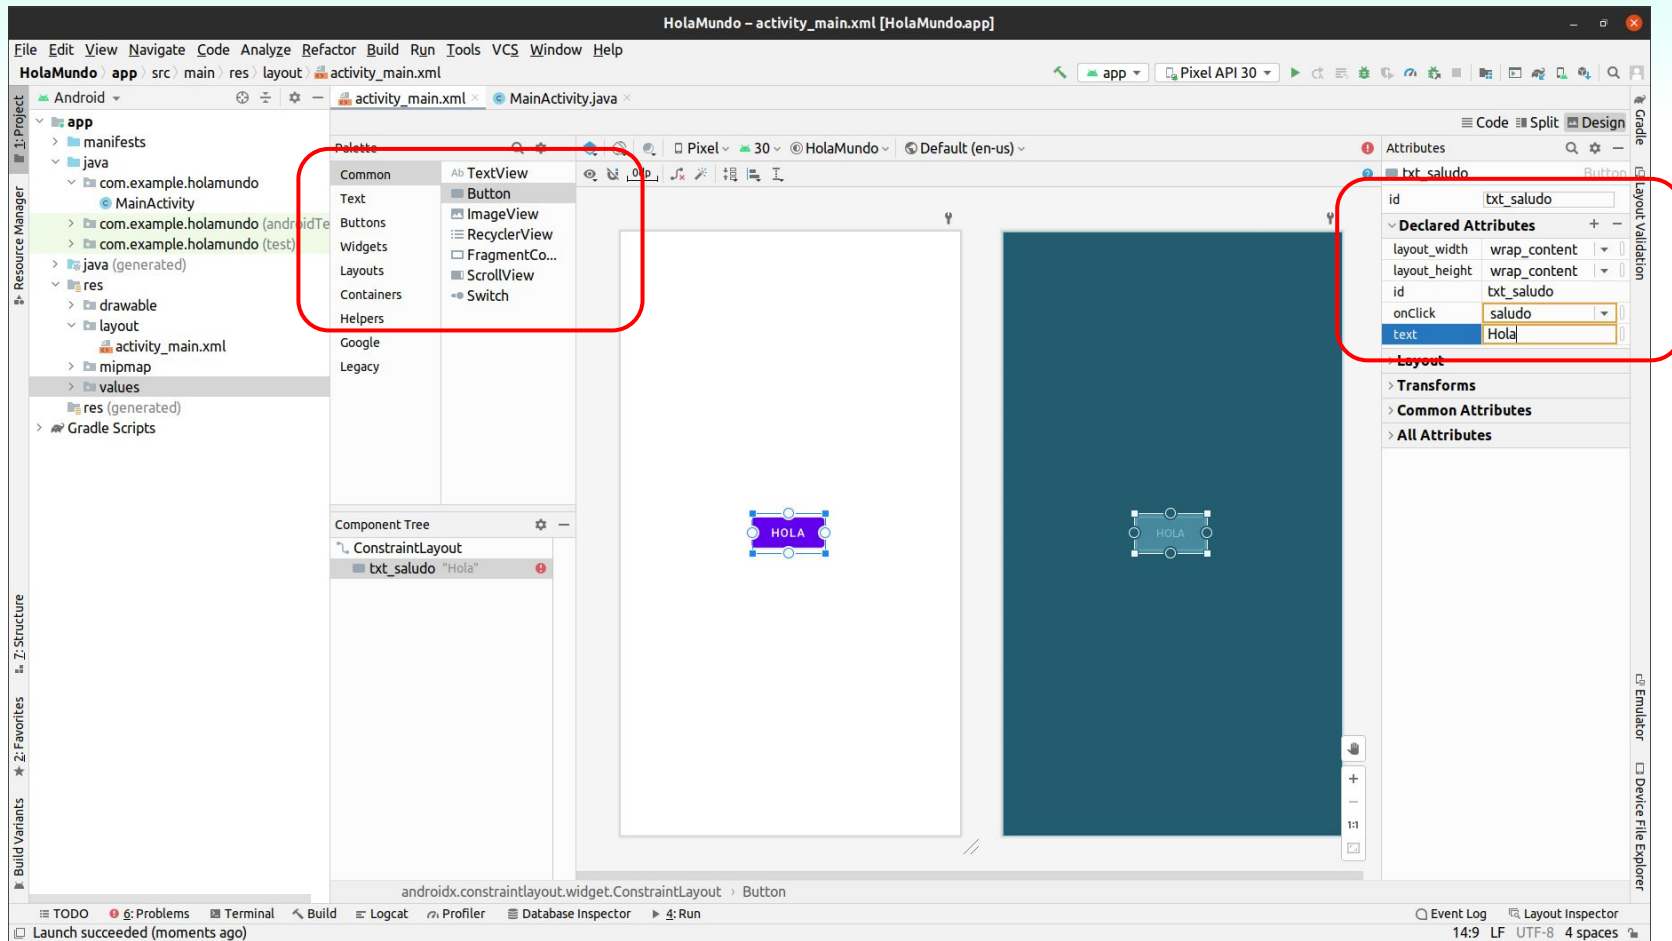 HolaMundo – activity_main.xml [HolaMundo.app]
File Edit View Navigate Code Analyze Refactor Build Run Tools VCS Window Help
HolaMundo app src main res layout activity_main.xml
app
Pixel API 30
1: Project
Resource Manager
7: Structure
2: Favorites
Build Variants
Android
app
manifests
java
com.example.holamundo
MainActivity
com.example.holamundo (androidTe
com.example.holamundo (test)
java (generated)
res
drawable
layout
activity_main.xml
mipmap
values
res (generated)
Gradle Scripts
activity_main.xml
MainActivity.java
Code Split Design
Palette
Common
Text
Buttons
Widgets
Layouts
Containers
Helpers
Google
Legacy
Ab TextView
Button
ImageView
RecyclerView
FragmentCo...
ScrollView
Switch
Component Tree
ConstraintLayout
txt_saludo "Hola"
Pixel 30 HolaMundo Default (en-us)
HOLA
HOLA
1:1
Attributes
txt_saludo Button
id txt_saludo
Declared Attributes
layout_width wrap_content
layout_height wrap_content
id txt_saludo
onClick saludo
text Hola
Layout
Transforms
Common Attributes
All Attributes
Gradle
Layout Validation
Emulator
Device File Explorer
androidx.constraintlayout.widget.ConstraintLayout › Button
TODO 6: Problems Terminal Build Logcat Profiler Database Inspector 4: Run Event Log Layout Inspector
Launch succeeded (moments ago) 14:9 LF UTF-8 4 spaces